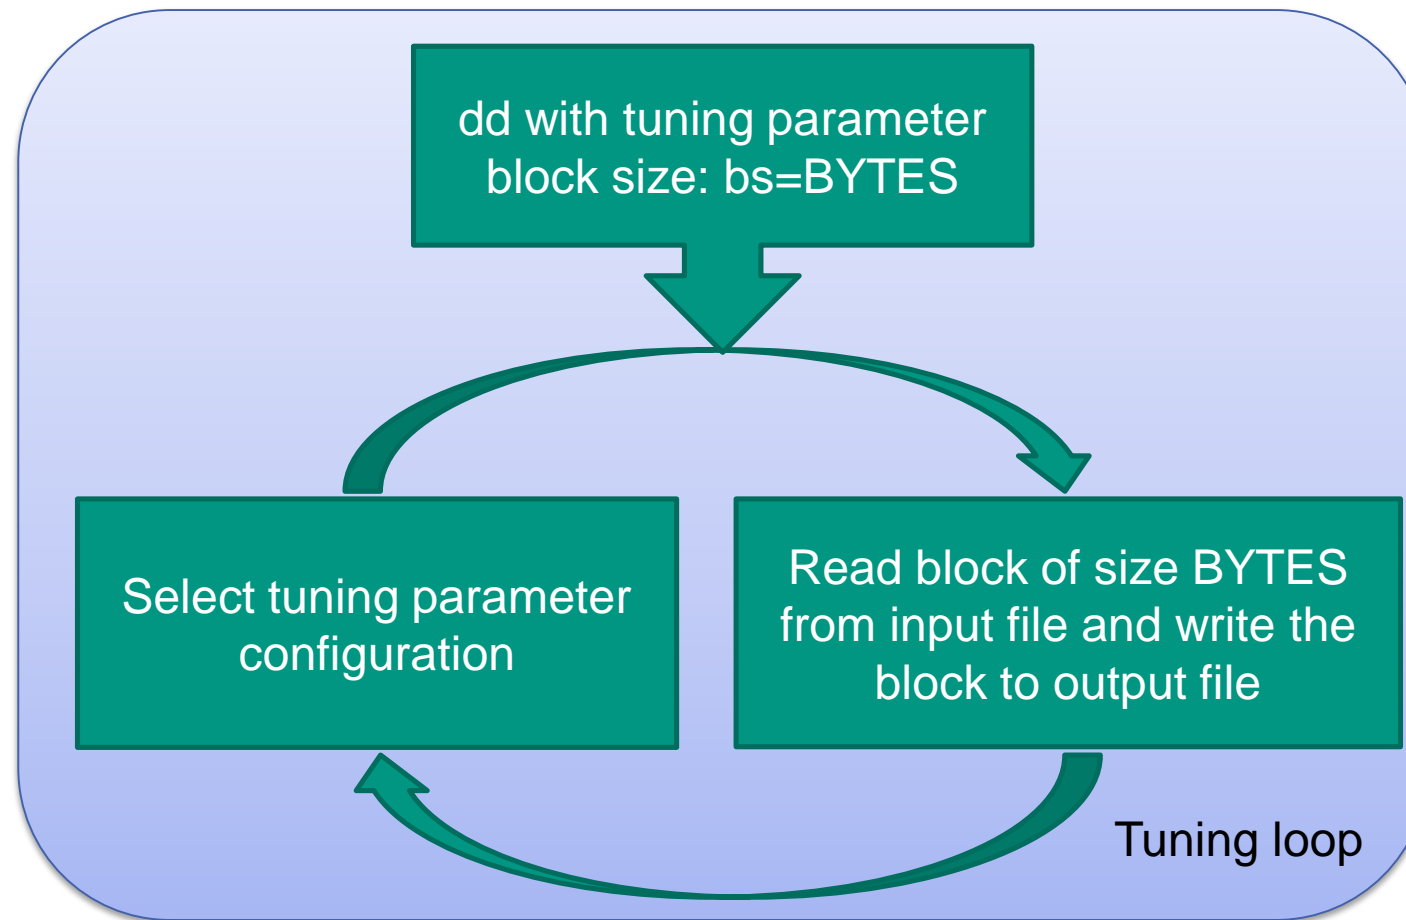 dd with tuning parameter
block size: bs=BYTES
Select tuning parameter
configuration
Read block of size BYTES
from input file and write the
block to output file
Tuning loop